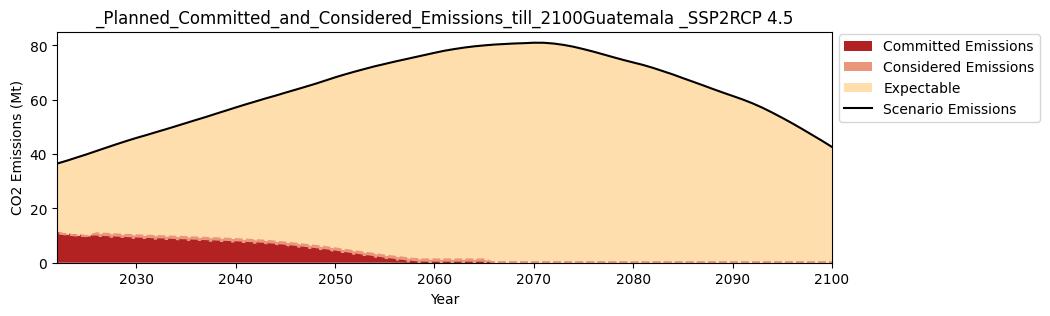 _Planned_Committed_and_Considered_Emissions_till_2100Guatemala _SSP2RCP 4.5
CO2 Emissions (Mt)
80
60
40
20
0
2030 2040 2050 2060 2070 2080 2090 2100
Year
Committed Emissions
Considered Emissions
Expectable
Scenario Emissions